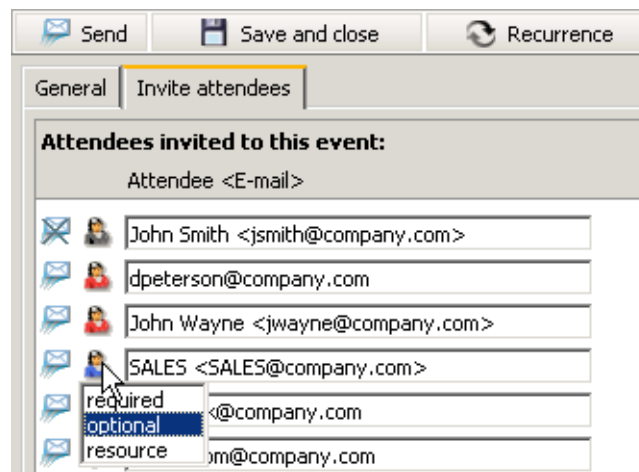 Send Save and close Recurrence
General Invite attendees
Attendees invited to this event:
Attendee <E-mail>
John Smith <jsmith@company.com>
dpeterson@company.com
John Wayne <jwayne@company.com>
SALES <SALES@company.com>
required
@company.com
optional
resource
om@company.com